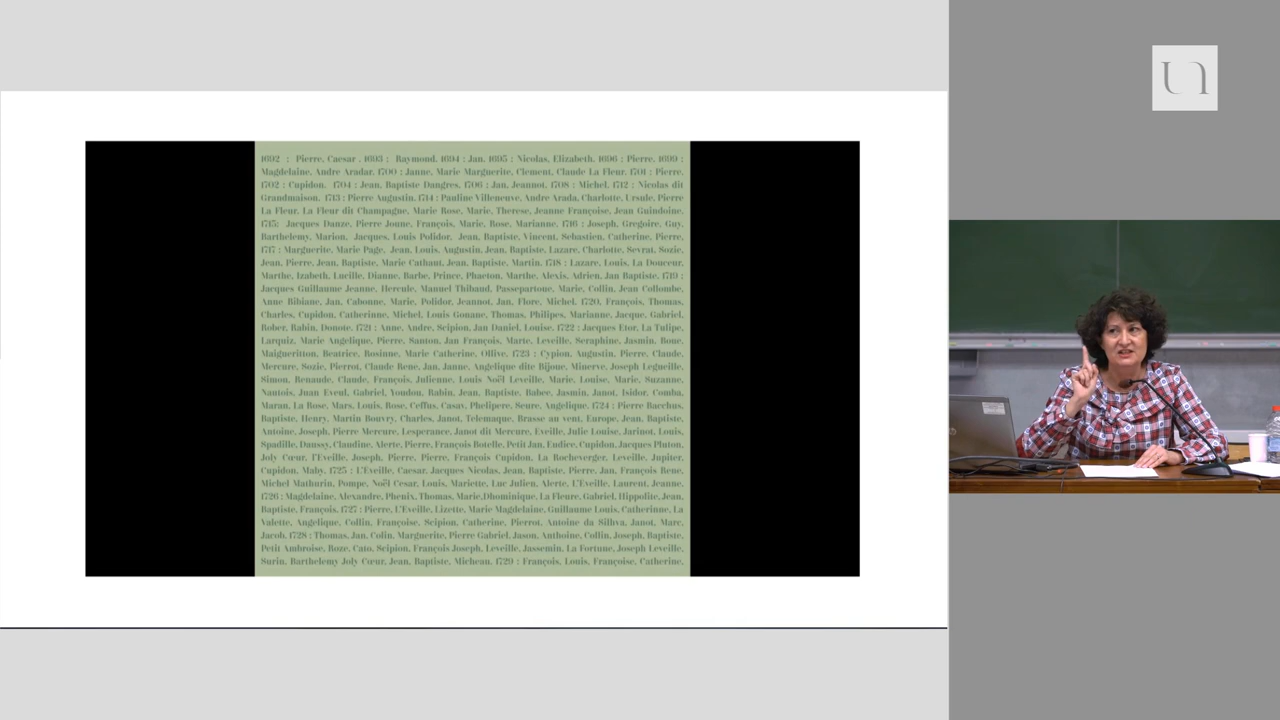 1692 : Pierre, Caesar . 1693 : Raymond. 1694 : Jan. 1695 : Nicolas, Elizabeth. 1696 : Pierre. 1699 :
Magdelaine, Andre Aradar. 1700 : Janne, Marie Marguerite, Clement, Claude La Fleur. 1701 : Pierre,
1702 : Cupidon. 1704 : Jean, Baptiste Dangres. 1706 : Jan, Jeannot, 1708 : Michel. 1712 : Nicolas dit
Grandmaison. 1713 : Pierre Augustin. 1714 : Pauline Villeneuve, Andre Arada, Charlotte, Ursule, Pierre
La Fleur, La Fleur dit Champagne, Marie Rose, Marie, Therese, Jeanne Françoise, Jean Guindoine.
1715: Jacques Danze, Pierre Joune, François, Marie, Rose, Marianne. 1716 : Joseph, Gregoire, Guy,
Barthelemy, Marion, Jacques, Louis Polidor, Jean, Baptiste, Vincent, Sebastien, Catherine, Pierre,
1717 : Marguerite, Marie Page, Jean, Louis, Augustin, Jean, Baptiste, Lazare, Charlotte, Sevrat, Sozie,
Jean, Pierre, Jean, Baptiste, Marie Cathant, Jean, Baptiste, Martin. 1718 : Lazare, Louis, La Douceur,
Marthe, Izabeth, Lucille, Dianne, Barbe, Prince, Phaeton, Marthe, Alexis, Adrien, Jan Baptiste. 1719 :
Jacques Guillaume Jeanne, Hercule, Manuel Thibaud, Passepartout, Marie, Collin, Jean Collombe,
Anne Bibiane, Jan, Cabonne, Marie, Polidor, Jeannot, Jan, Flore, Michel. 1720, François, Thomas,
Charles, Cupidon, Catherinne, Michel, Louis Gonane, Thomas, Philipes, Marianne, Jacque, Gabriel,
Rober, Rabin, Donote. 1721 : Anne, Andre, Scipion, Jan Daniel, Louise. 1722 : Jacques Etor, La Tulipe,
Larquiz, Marie Angelique, Pierre, Santon, Jan François, Marte, Leveille, Seraphine, Jasmin, Boue,
Maigueritton, Beatrice, Rosinne, Marie Catherine, Ollive. 1723 : Cypion, Augustin, Pierre, Claude,
Mercure, Sozie, Pierrot, Claude René, Jan, Janne, Angelique dite Bijoue, Minerve, Joseph Legueille,
Simon, Renaude, Claude, François, Julienne, Louis Noël Leveille, Marie, Louise, Marie, Suzanne,
Nantois, Juan Eveul, Gabriel, Youdon, Rabin, Jean, Baptiste, Babee, Jasmin, Janot, Isidor, Comba,
Maran, La Rose, Mars, Louis, Rose, Ceffus, Casay, Phelipere, Seure, Angelique. 1724 : Pierre Bacchus,
Baptiste, Henry, Martin Bouvry, Charles, Janot, Telemaque, Brasse au vent, Europe, Jean, Baptiste,
Antoine, Joseph, Pierre Mercure, Lesperance, Janot dit Mercure, Eveille, Julie Louise, Jarinot, Louis,
Spadille, Danssy, Claudine, Alerte, Pierre, François Botelle, Petit Jan, Eudice, Cupidon, Jacques Pluton,
Joly Cœur, l'Eveille, Joseph, Pierre, Pierre, François Cupidon, La Rocheverger, Leveille, Jupiter,
Cupidon, Maby. 1725 : L'Éveille, Caesar, Jacques Nicolas, Jean, Baptiste, Pierre, Jan, François Rene,
Michel Mathurin, Pompe, Noël Cesar, Louis, Mariette, Luc Julien, Alerte, L'Eveille, Laurent, Jeanne.
1726 : Magdelaine, Alexandre, Phenix, Thomas, Marie,Dhominique, La Fleure, Gabriel, Hippolite,Jean,
Baptiste, François. 1727 : Pierre, L'Eveille, Lizette, Marie Magdelaine, Guillaume Louis, Catherinne, La
Valette, Angelique, Collin, Françoise, Scipion, Catherine, Pierrot, Antoine da Silhva, Janot, Marc,
Jacob. 1728 : Thomas, Jan, Colin, Marguerite, Pierre Gabriel, Jason, Anthoine, Collin, Joseph, Baptiste,
Petit Ambroise, Roze, Cato, Scipion, François Joseph, Leveille, Jassemin, La Fortune, Joseph Leveille,
Surin, Barthelemy Joly Cœur, Jean, Baptiste, Micheau. 1729 : François, Louis, Françoise, Catherine,